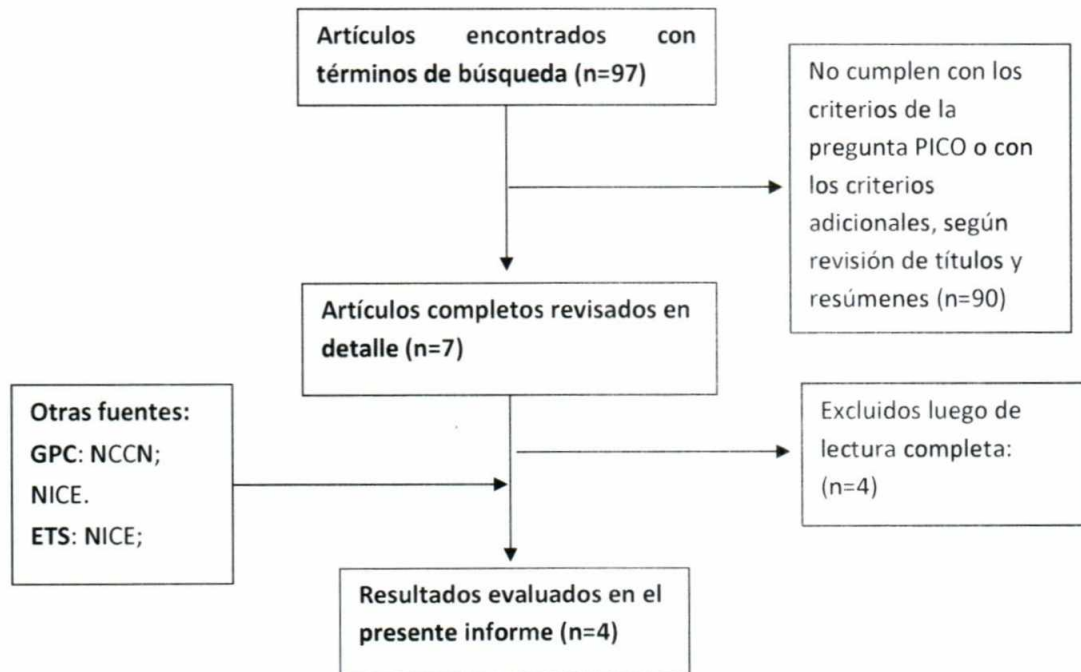 Artículos encontrados con
términos de búsqueda (n=97)
No cumplen con los
criterios de la
pregunta PICO o con
los criterios
adicionales, según
revisión de títulos y
resúmenes (n=90)
Artículos completos revisados en
detalle (n=7)
Otras fuentes:
GPC: NCCN;
NICE.
ETS: NICE;
Excluidos luego de
lectura completa:
(n=4)
Resultados evaluados en el
presente informe (n=4)